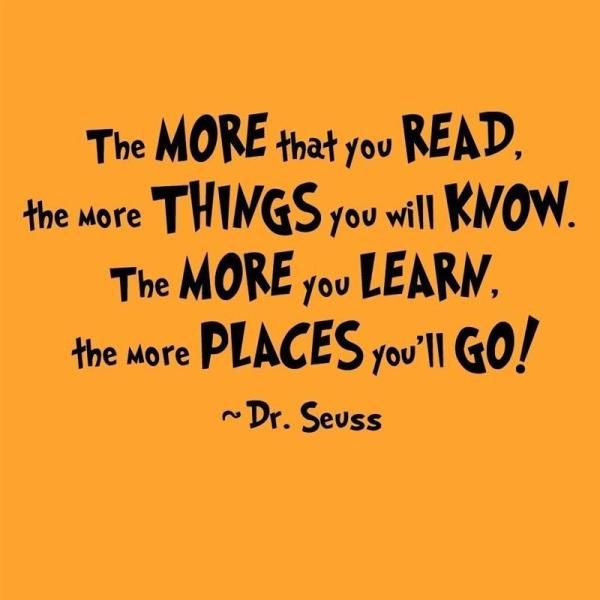 The MORE that you READ,
the more THINGS you will KNOW.
The MORE you LEARN,
the more PLACES you'll GO!
~ Dr. Seuss